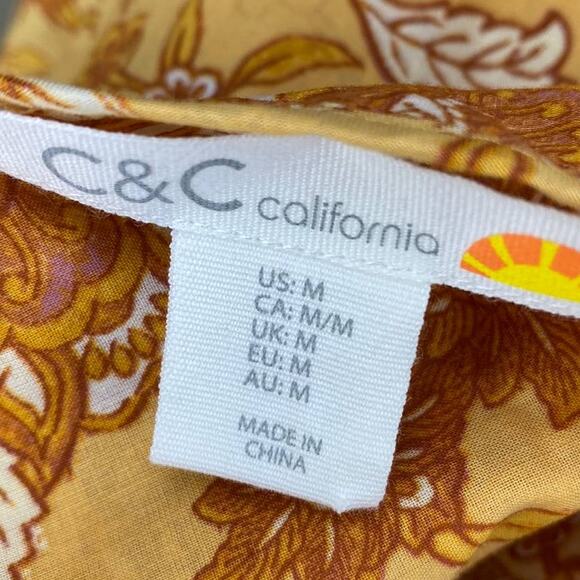 C&C california
US: M
CA: M/M
UK: M
EU: M
AU: M
MADE IN
CHINA